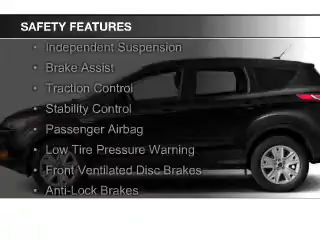 SAFETY FEATURES
• Independent Suspension
• Brake Assist
• Traction Control
• Stability Control
• Passenger Airbag
• Low Tire Pressure Warning
• Front Ventilated Disc Brakes
• Anti-Lock Brakes